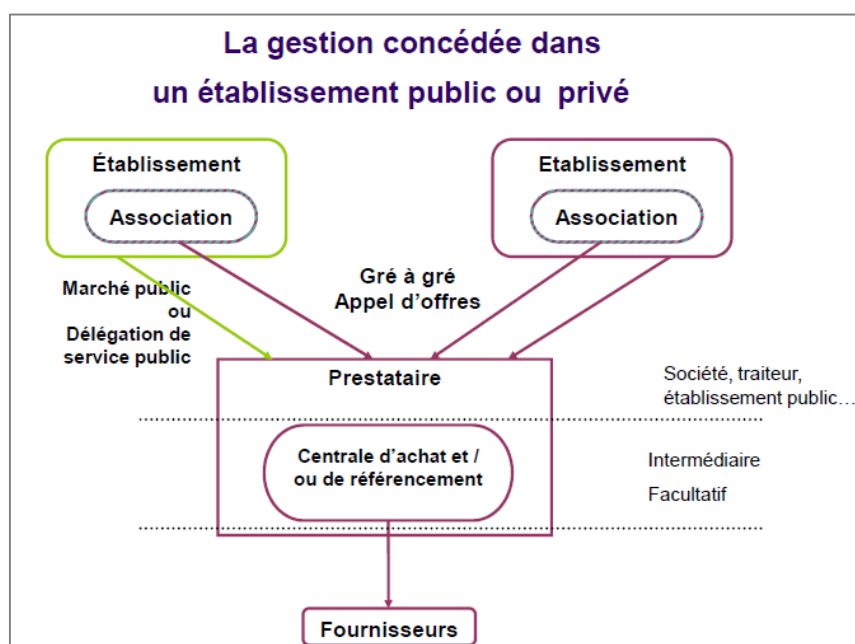 La gestion concédée dans
un établissement public ou privé
Établissement
Association
Etablissement
Association
Marché public
ou
Délégation de
service public
Gré à gré
Appel d'offres
Prestataire
Société, traiteur,
établissement public...
Centrale d'achat et /
ou de référencement
Intermédiaire
Facultatif
Fournisseurs